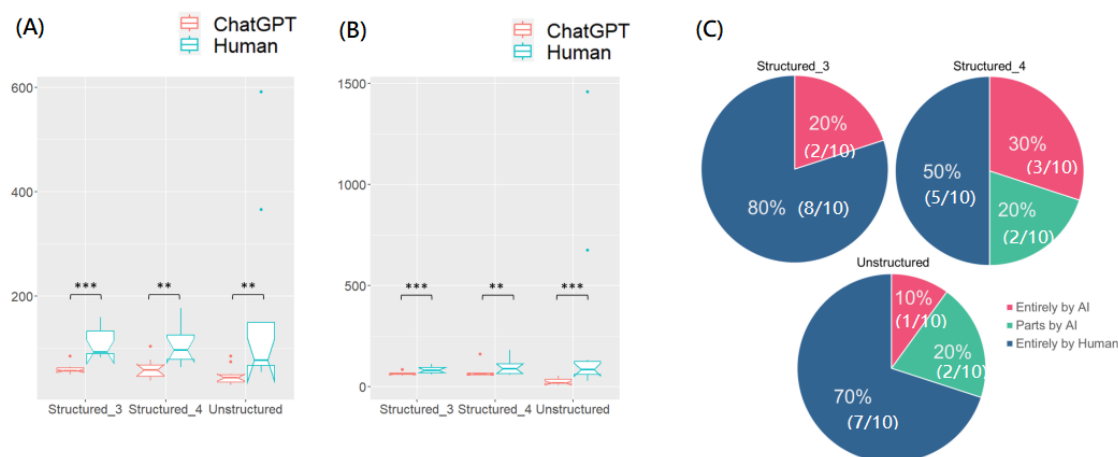 (A)
ChatGPT
Human
600
400
200
***
**
**
Structured_3
Structured_4
Unstructured
(B)
ChatGPT
Human
1500
1000
500
0
***
**
***
Structured_3
Structured_4
Unstructured
(C)
Structured_3
20%
(2/10)
80% (8/10)
Structured_4
30%
(3/10)
50%
(5/10)
20%
(2/10)
Unstructured
10%
(1/10)
20%
(2/10)
70%
(7/10)
Entirely by AI
Parts by AI
Entirely by Human